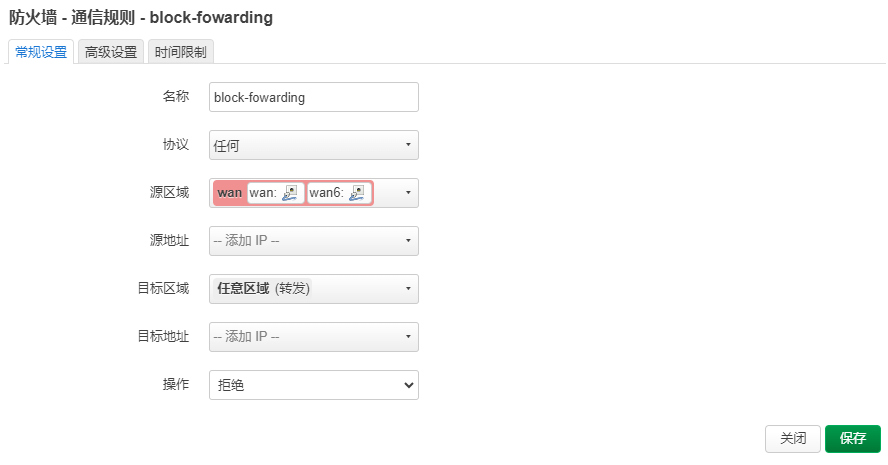 防火墙 - 通信规则 - block-fowarding
常规设置 高级设置 时间限制
名称 block-fowarding
协议 任何
源区域 wan wan: wan6:
源地址 -- 添加 IP --
目标区域 任意区域 (转发)
目标地址 -- 添加 IP --
操作 拒绝
关闭 保存